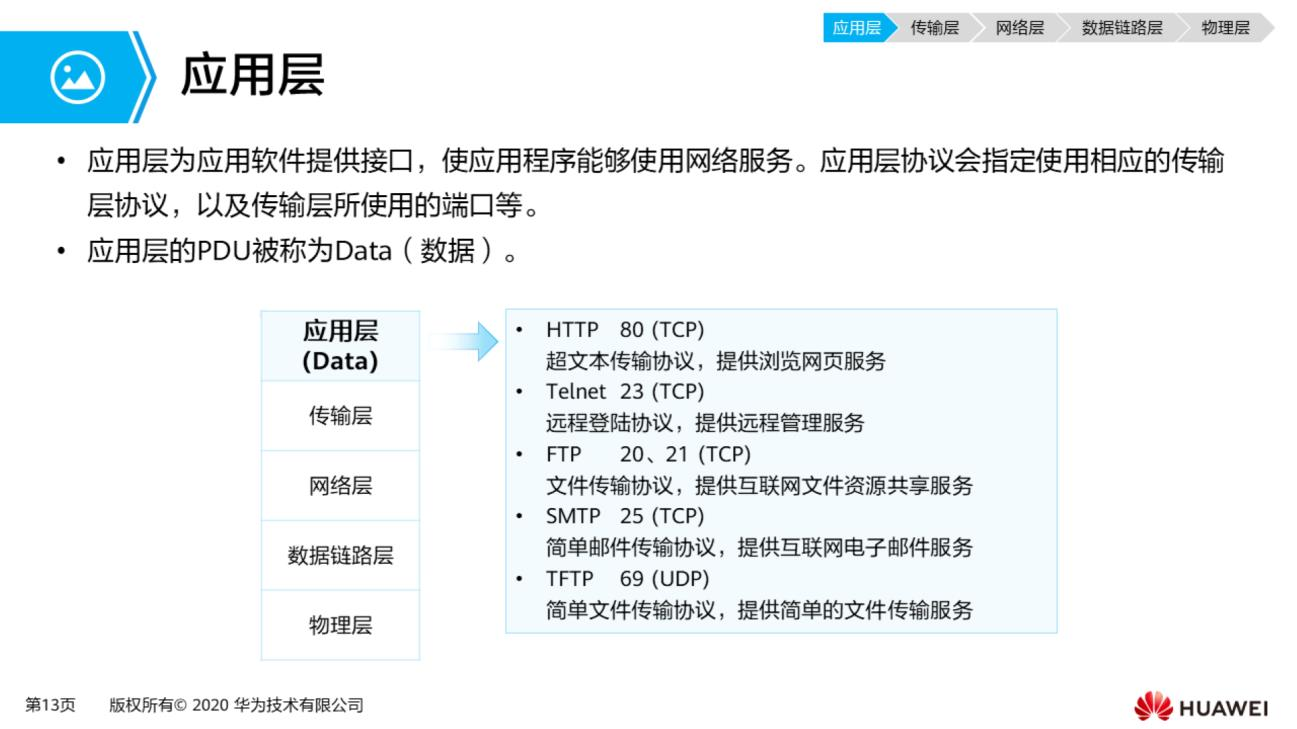 应用层 传输层 网络层 数据链路层 物理层
应用层
• 应用层为应用软件提供接口，使应用程序能够使用网络服务。应用层协议会指定使用相应的传输
层协议，以及传输层所使用的端口等。
• 应用层的PDU被称为Data（数据）。
应用层
(Data)
传输层
网络层
数据链路层
物理层
• HTTP 80 (TCP)
超文本传输协议，提供浏览网页服务
• Telnet 23 (TCP)
远程登陆协议，提供远程管理服务
• FTP 20、21 (TCP)
文件传输协议，提供互联网文件资源共享服务
• SMTP 25 (TCP)
简单邮件传输协议，提供互联网电子邮件服务
• TFTP 69 (UDP)
简单文件传输协议，提供简单的文件传输服务
第13页 版权所有© 2020 华为技术有限公司
HUAWEI